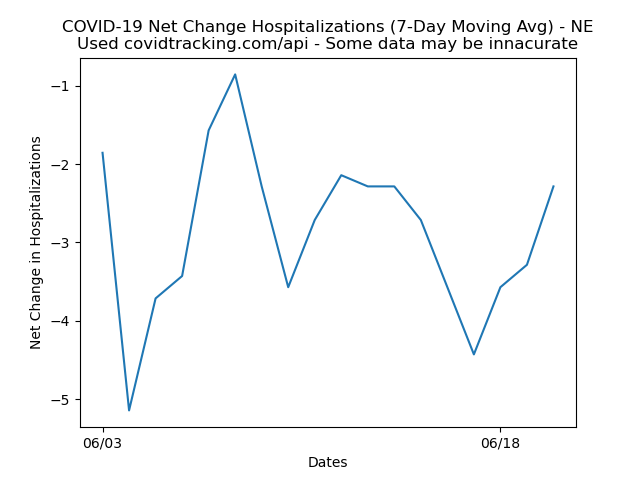 COVID-19 Net Change Hospitalizations (7-Day Moving Avg) - NE
Used covidtracking.com/api - Some data may be innacurate
Net Change in Hospitalizations
−1
−2
−3
−4
−5
06/03
06/18
Dates